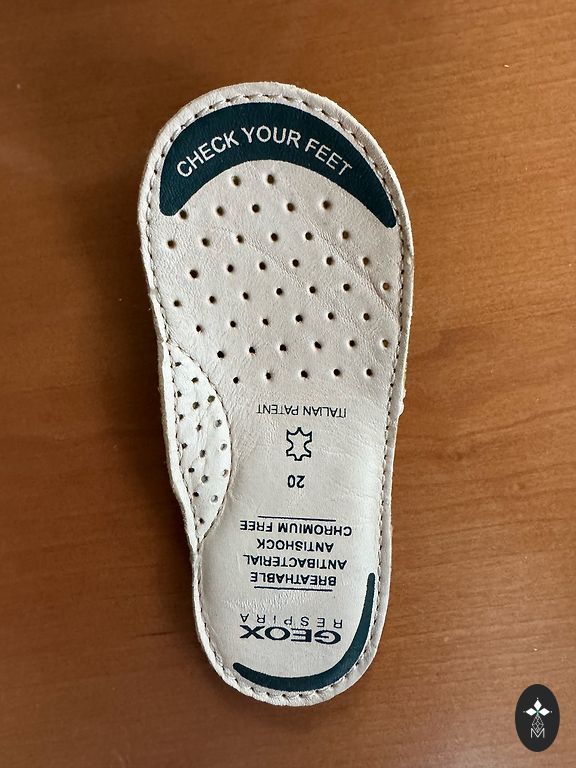 CHECK YOUR FEET
GEOX
RESPIRA
BREATHABLE
ANTIBACTERIAL
ANTISHOCK
CHROMIUM FREE
20
ITALIAN PATENT
M